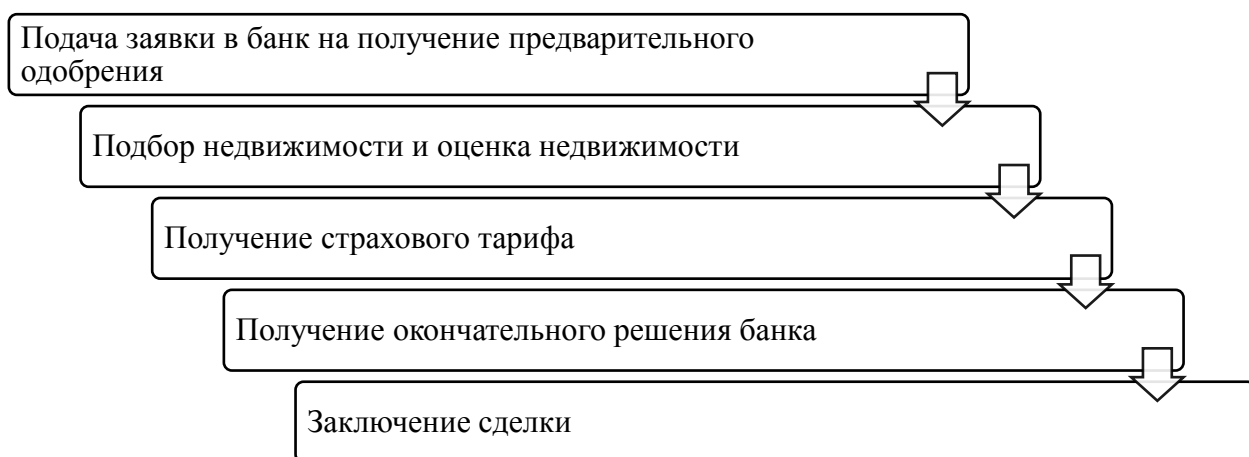 Подача заявки в банк на получение предварительного
одобрения
Подбор недвижимости и оценка недвижимости
Получение страхового тарифа
Получение окончательного решения банка
Заключение сделки